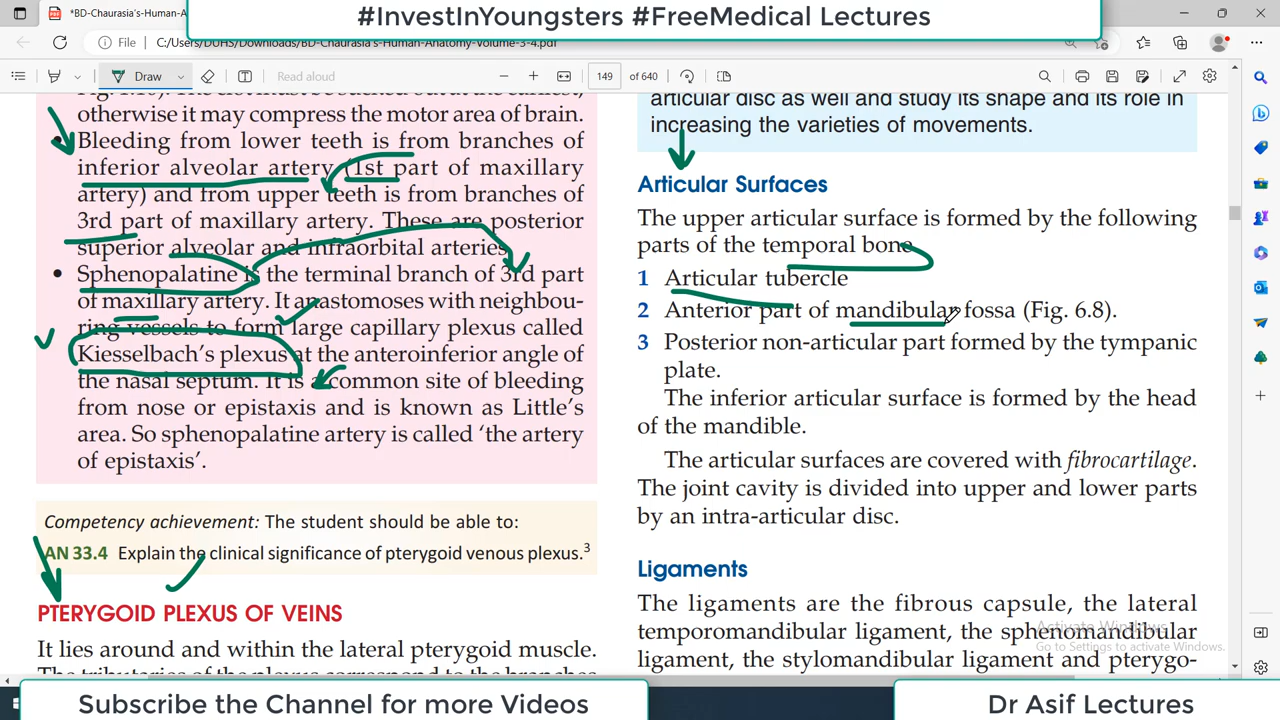 #InvestInYoungsters #FreeMedical Lectures
*BD-Chaurasia's-Human-A
File
C:/Users/DUHS/Downloads/BD-Chaurasia's-Human-Anatomy-Volume-3-4.pdf
Draw
Read aloud
149 of 640
otherwise it may compress the motor area of brain.
• Bleeding from lower teeth is from branches of
inferior alveolar artery (1st part of maxillary
artery) and from upper teeth is from branches of
3rd part of maxillary artery. These are posterior
superior alveolar and infraorbital arteries
• Sphenopalatine is the terminal branch of 3rd part
of maxillary artery. It anastomoses with neighbou-
ring vessels to form large capillary plexus called
Kiesselbach's plexus at the anteroinferior angle of
the nasal septum. It is a common site of bleeding
from nose or epistaxis and is known as Little's
area. So sphenopalatine artery is called 'the artery
of epistaxis'.
Competency achievement: The student should be able to:
AN 33.4 Explain the clinical significance of pterygoid venous plexus.3
PTERYGOID PLEXUS OF VEINS
It lies around and within the lateral pterygoid muscle.
articular disc as well and study its shape and its role in
increasing the varieties of movements.
Articular Surfaces
The upper articular surface is formed by the following
parts of the temporal bone
1 Articular tubercle
2 Anterior part of mandibular fossa (Fig. 6.8).
3 Posterior non-articular part formed by the tympanic
plate.
The inferior articular surface is formed by the head
of the mandible.
The articular surfaces are covered with fibrocartilage.
The joint cavity is divided into upper and lower parts
by an intra-articular disc.
Ligaments
The ligaments are the fibrous capsule, the lateral
temporomandibular ligament, the sphenomandibular
ligament, the stylomandibular ligament and pterygo-
Activate Windows
Go to Settings to activate Windows.
Subscribe the Channel for more Videos
Dr Asif Lectures